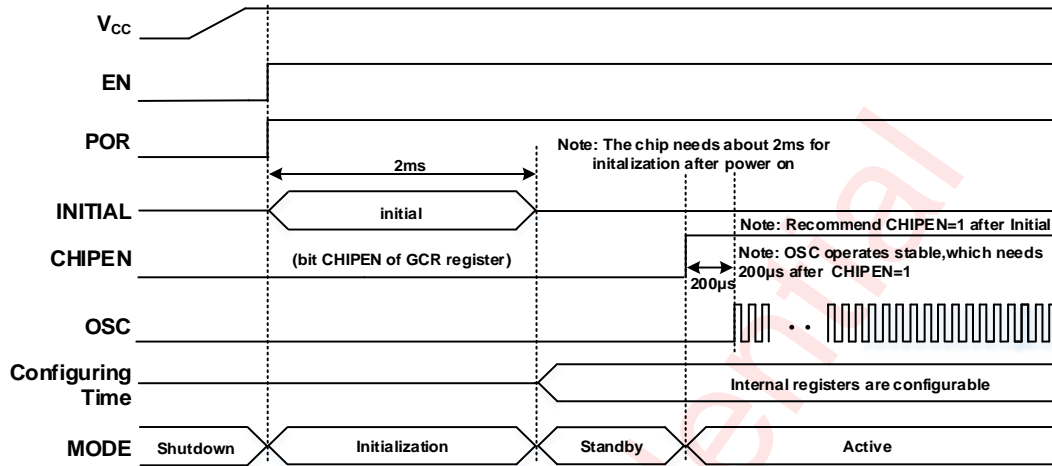 VCC
EN
POR
Note: The chip needs about 2ms for
initalization after power on
2ms
INITIAL
initial
Note: Recommend CHIPEN=1 after Initial
CHIPEN
(bit CHIPEN of GCR register)
Note: OSC operates stable,which needs
200μs after CHIPEN=1
200μs
OSC
Configuring
Time
Internal registers are configurable
MODE
Shutdown
Initialization
Standby
Active
ential